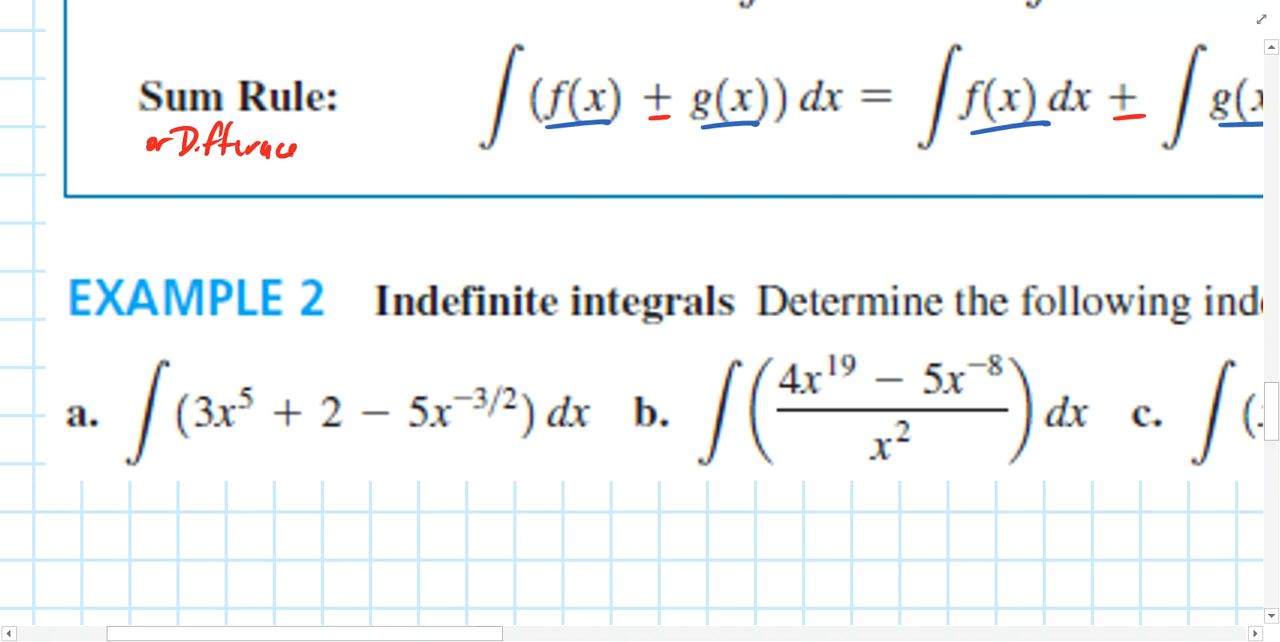 Sum Rule: ∫ (f(x) + g(x)) dx = ∫ f(x) dx + ∫ g(
or Differace
EXAMPLE 2 Indefinite integrals Determine the following ind
a. ∫ (3x⁵ + 2 − 5x^{−3/2}) dx b. ∫ ((4x¹⁹ − 5x⁻⁸)/x²) dx c. ∫ (